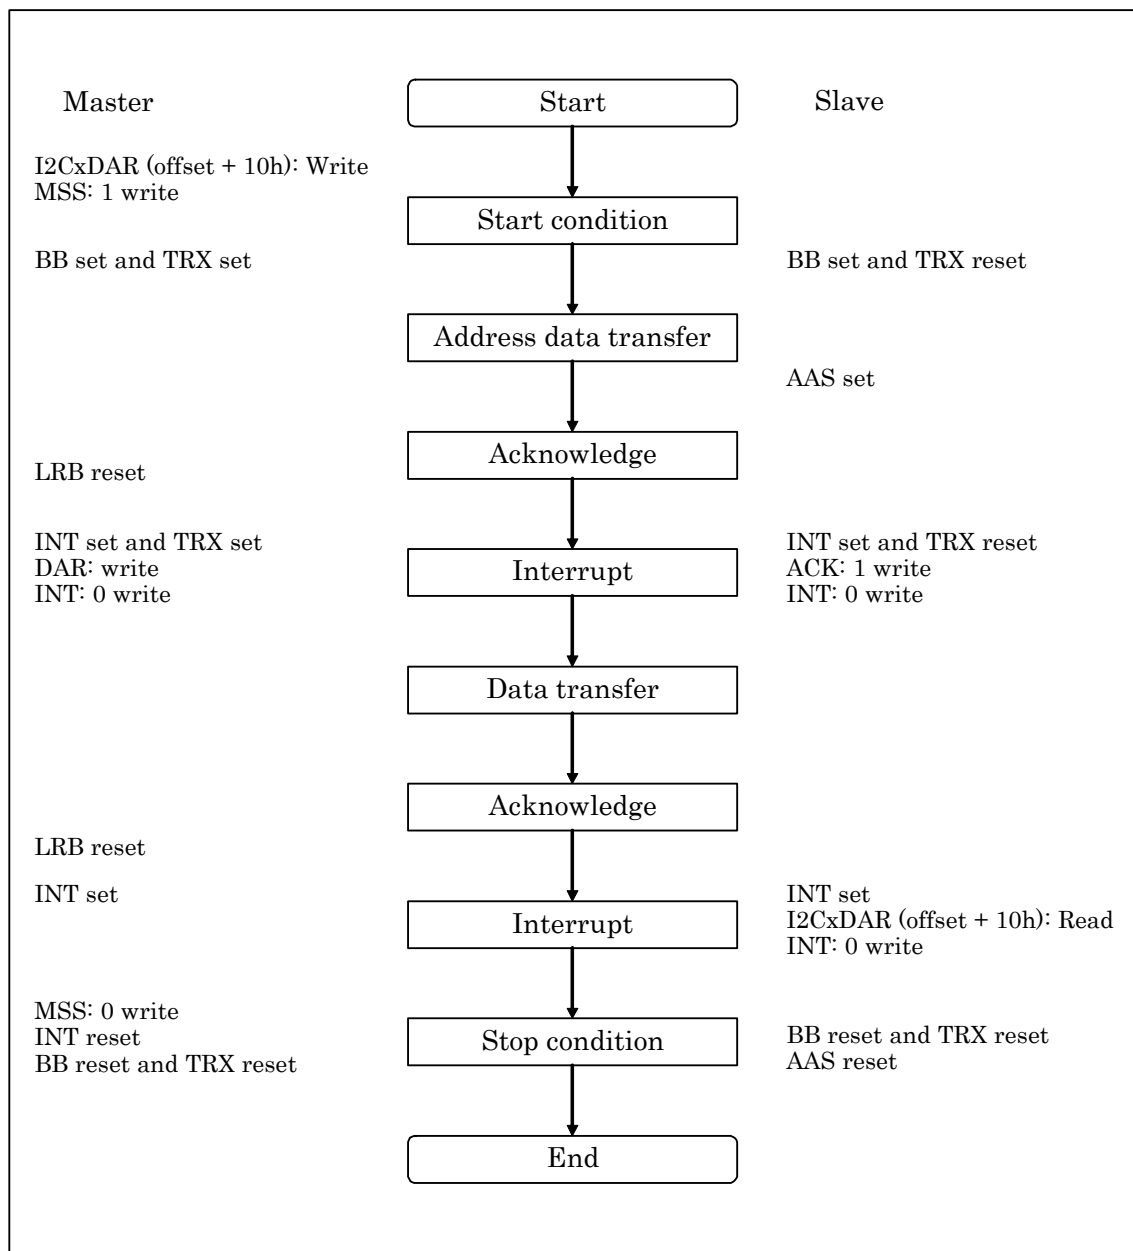 Master
Start
Slave
I2CxDAR (offset + 10h): Write
MSS: 1 write
Start condition
BB set and TRX set
BB set and TRX reset
Address data transfer
AAS set
Acknowledge
LRB reset
INT set and TRX set
DAR: write
INT: 0 write
Interrupt
INT set and TRX reset
ACK: 1 write
INT: 0 write
Data transfer
Acknowledge
LRB reset
INT set
Interrupt
INT set
I2CxDAR (offset + 10h): Read
INT: 0 write
MSS: 0 write
INT reset
BB reset and TRX reset
Stop condition
BB reset and TRX reset
AAS reset
End